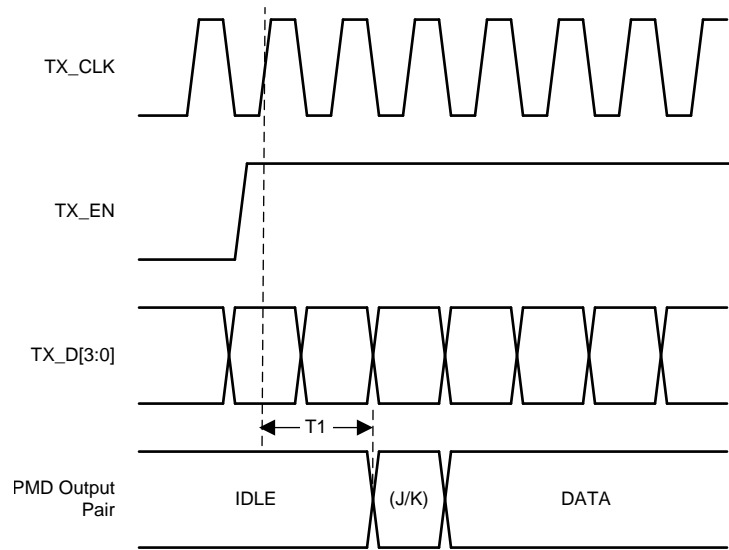 TX_CLK
TX_EN
TX_D[3:0]
T1
PMD Output
Pair
IDLE
(J/K)
DATA